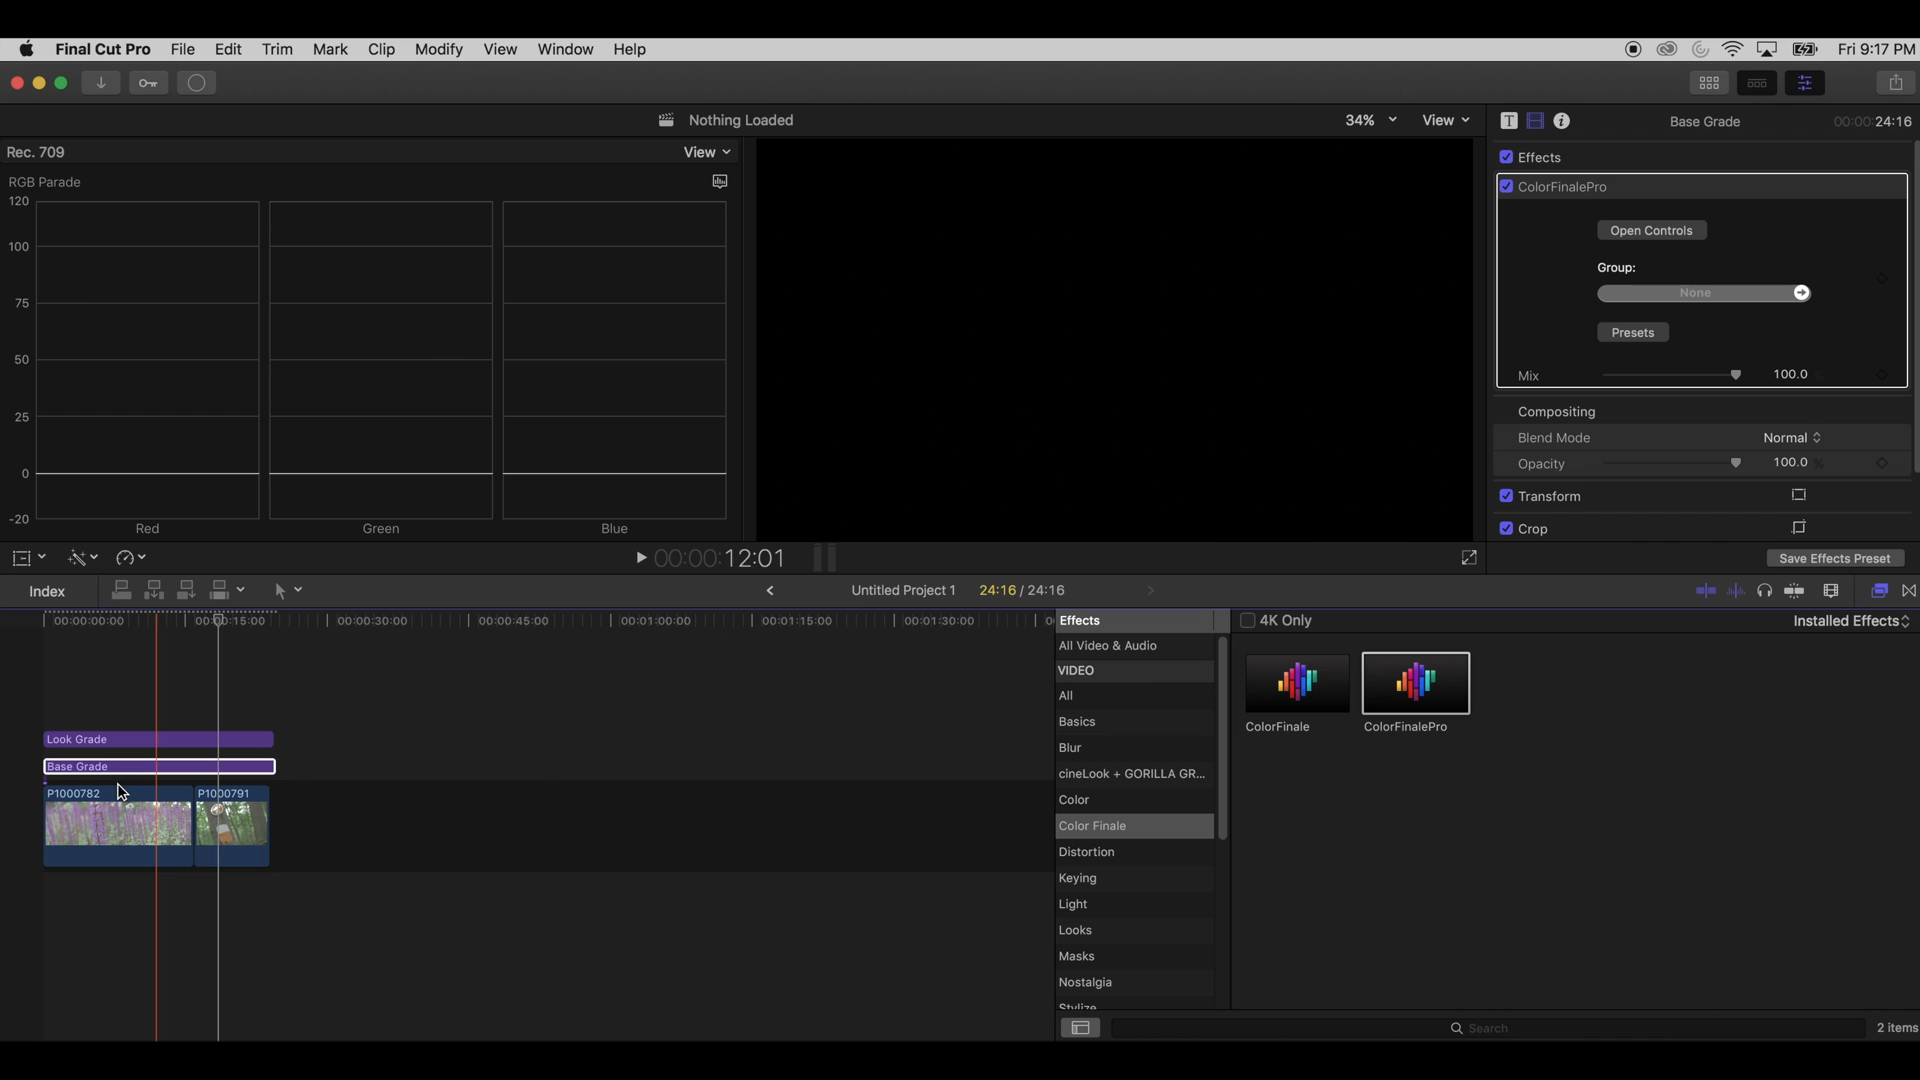 Final Cut Pro File Edit Trim Mark Clip Modify View Window Help Fri 9:17 PM
Nothing Loaded 34% View
T i Base Grade 00:00:24:16
Rec. 709 View
Effects
RGB Parade
ColorFinalePro
120
100
75
50
25
0
-20
Red Green Blue
Open Controls
Group:
None
Presets
Mix 100.0
Compositing
Blend Mode Normal
Opacity 100.0 %
Transform
Crop
00:00:12:01
Save Effects Preset
Index Untitled Project 1 24:16 / 24:16
00:00:00:00 00:00:15:00 00:00:30:00 00:00:45:00 00:01:00:00 00:01:15:00 00:01:30:00
Look Grade
Base Grade
P1000782 P1000791
Effects
All Video & Audio
VIDEO
All
Basics
Blur
cineLook + GORILLA GR...
Color
Color Finale
Distortion
Keying
Light
Looks
Masks
Nostalgia
Stylize
4K Only Installed Effects
ColorFinale ColorFinalePro
Search 2 items